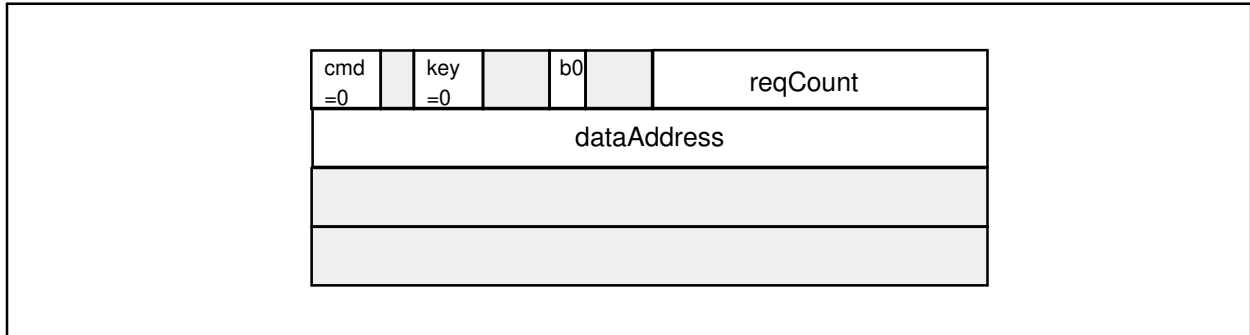 cmd
=0
key
=0
b0
reqCount
dataAddress